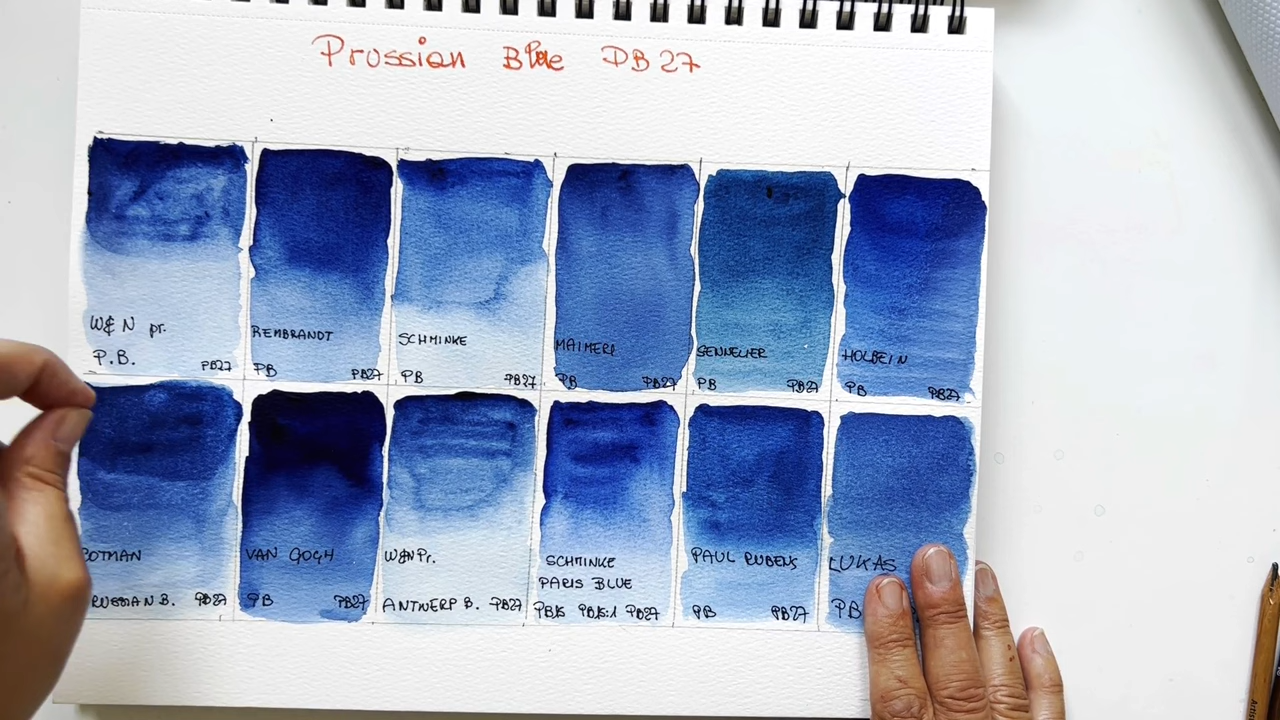 Prussian Blue PB27
W&N pr.
P.B. PB27
REMBRANDT
PB PB27
SCHMINKE
PB PB27
MAIMERI
PB PB27
SENNELIER
PB PB27
HOLBEIN
PB PB27
COTMAN
RUSSIAN B. PB27
VAN GOGH
PB PB27
W&N Pr.
ANTWERP B. PB27
SCHMINKE
PARIS BLUE
PB15 PB15:1 PB27
PAUL RUBENS
PB PB27
LUKAS
PB